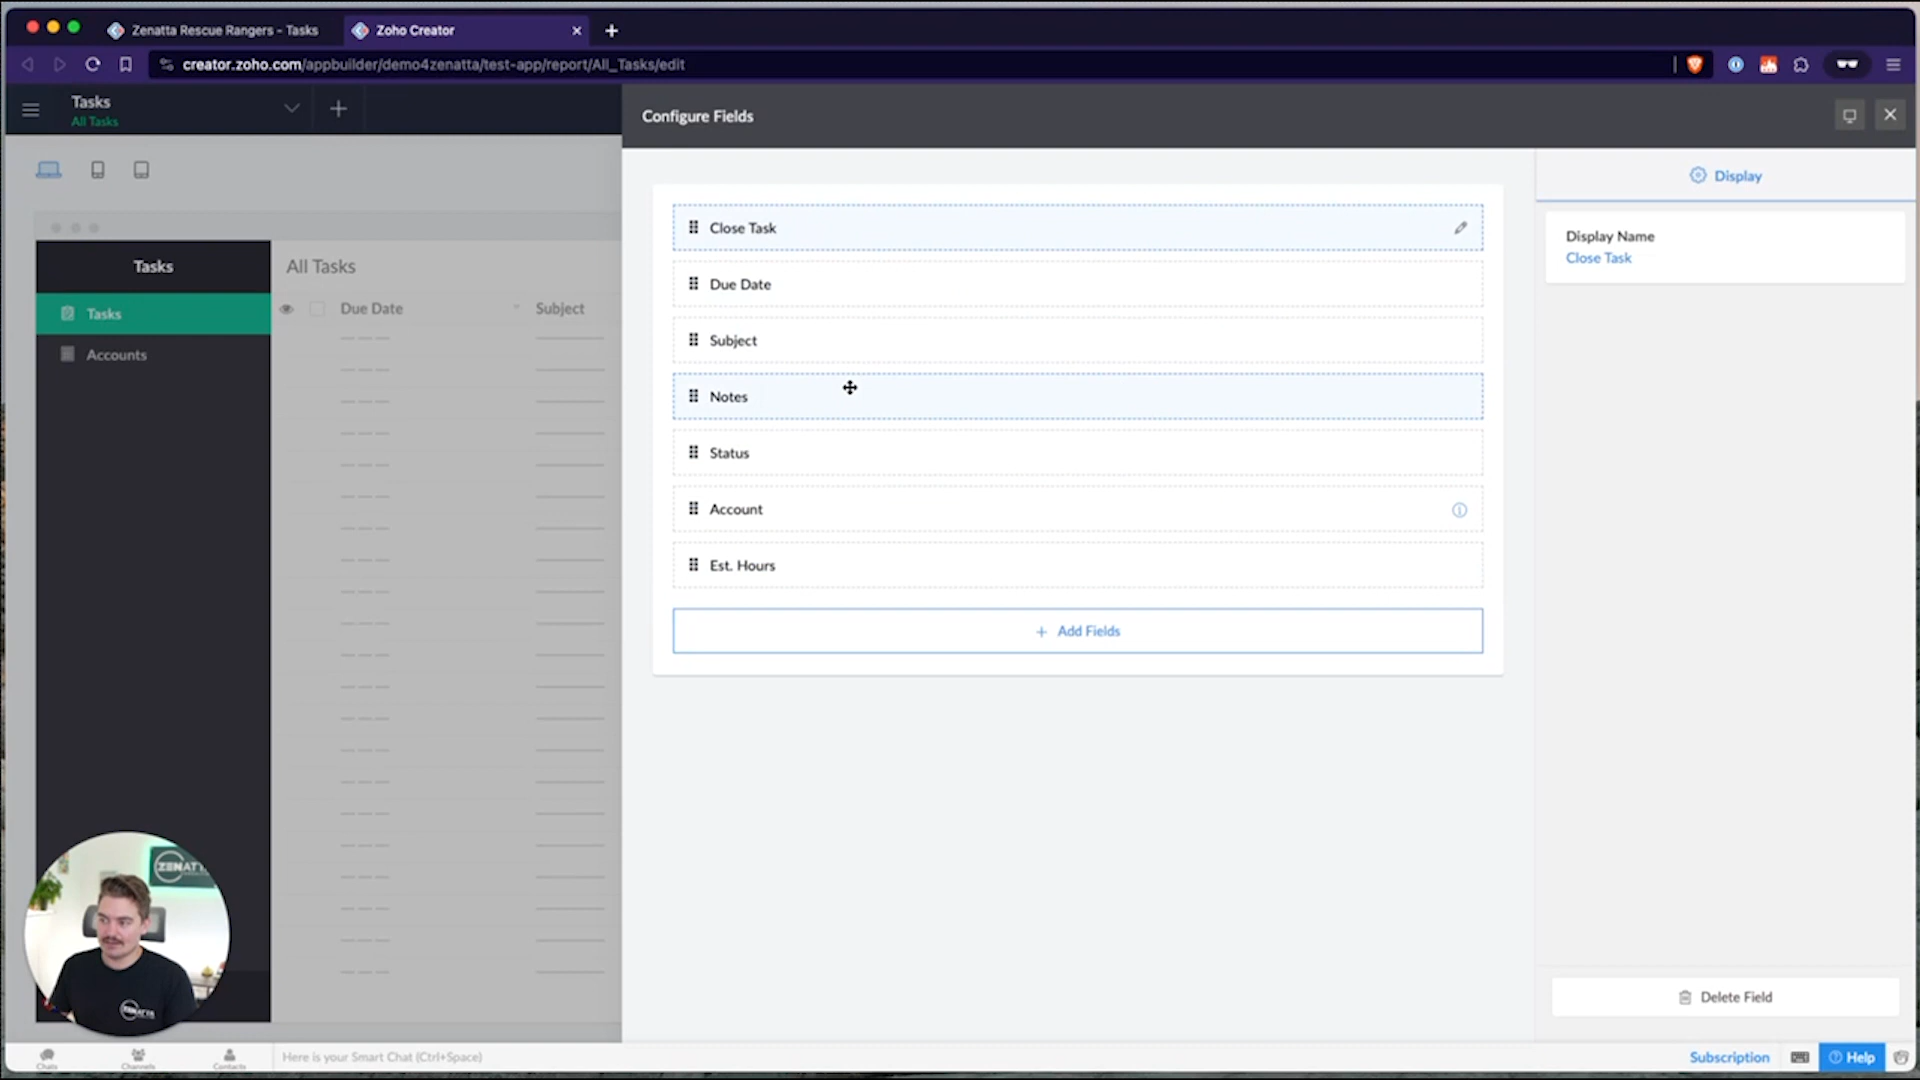 Zenatta Rescue Rangers - Tasks
Zoho Creator
creator.zoho.com/appbuilder/demo4zenatta/test-app/report/All_Tasks/edit
Tasks
All Tasks
Configure Fields
Display
Display Name
Close Task
Close Task
Due Date
Subject
Notes
Status
Account
Est. Hours
+ Add Fields
Tasks
Tasks
Accounts
All Tasks
Due Date
Subject
Delete Field
Chats
Channels
Contacts
Here is your Smart Chat (Ctrl+Space)
Subscription
Help